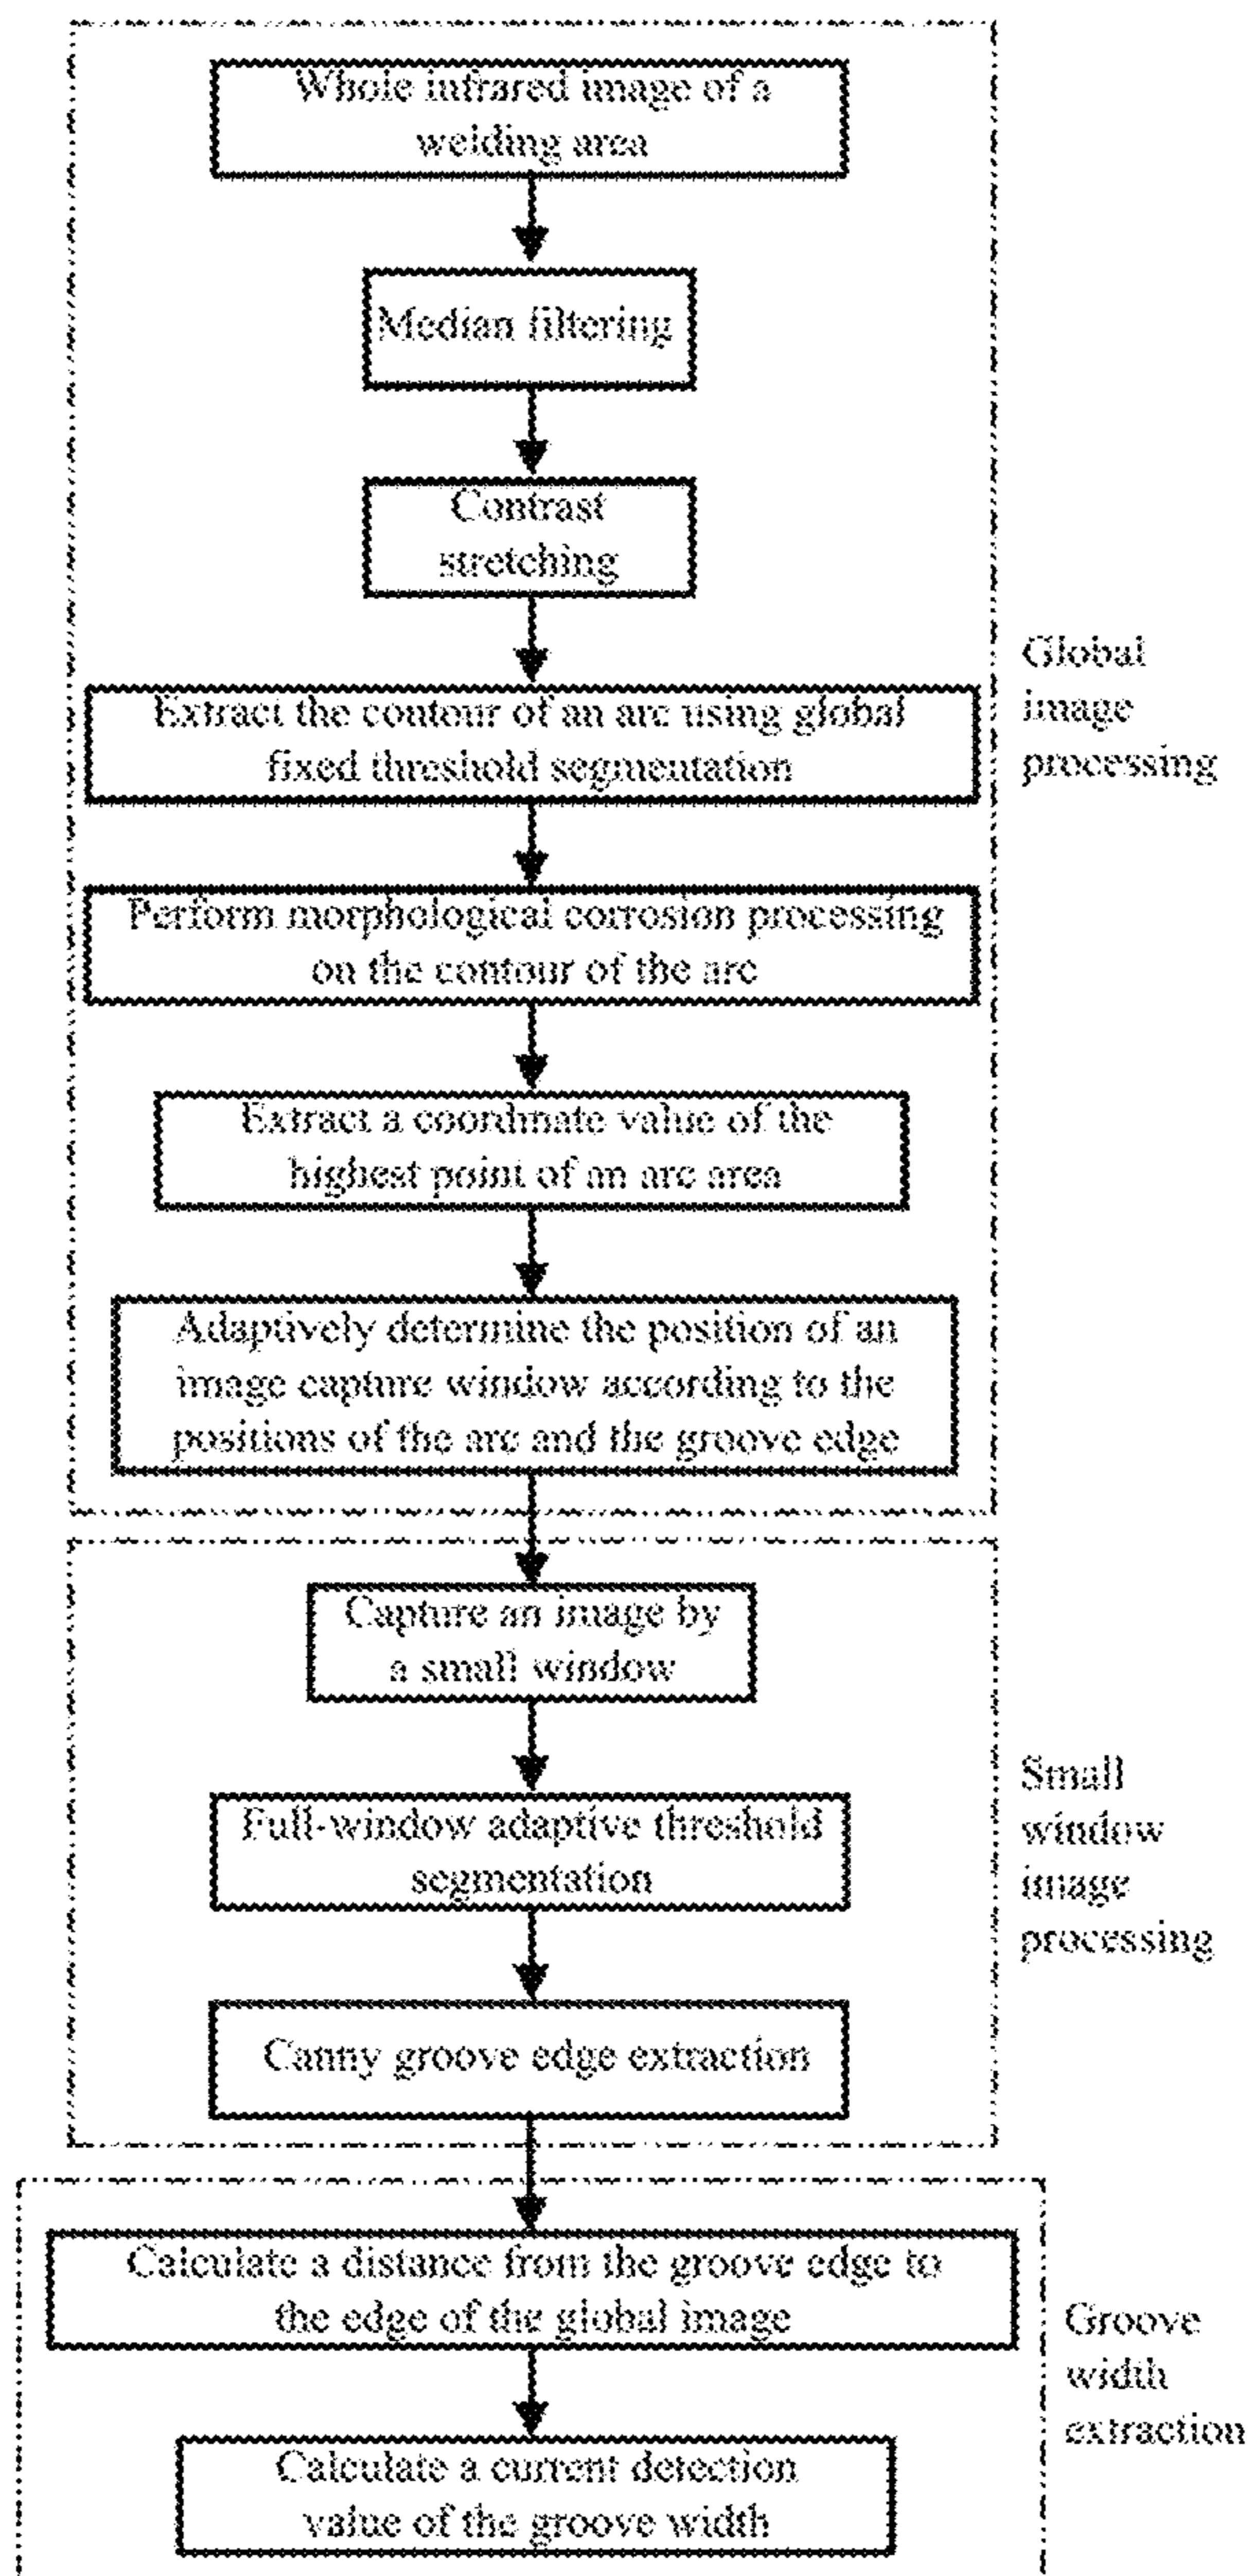 Whole infrared image of a
welding area
Median filtering
Contrast
stretching
Extract the contour of an arc using global
fixed threshold segmentation
Global
image
processing
Perform morphological corrosion processing
on the contour of the arc
Extract a coordinate value of the
highest point of an arc area
Adaptively determine the position of an
image capture window according to the
positions of the arc and the groove edge
Capture an image by
a small window
Full-window adaptive threshold
segmentation
Small
window
image
processing
Canny groove edge extraction
Calculate a distance from the groove edge to
the edge of the global image
Groove
width
extraction
Calculate a current detection
value of the groove width